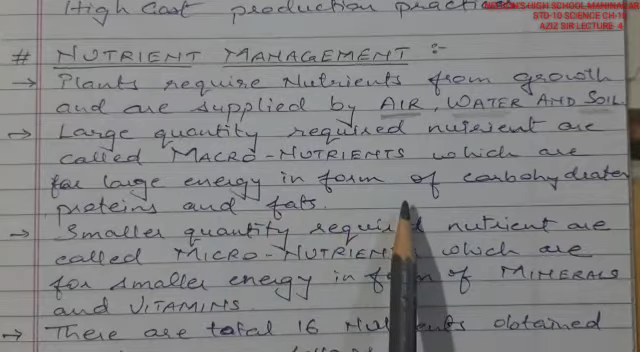 High Cost production practices
HIGH SCHOOL MAHINABAD
STD-10 SCIENCE CH-10
AZIZ SIR LECTURE 4
# NUTRIENT MANAGEMENT :-
→ Plants require Nutrients from growth
and are supplied by AIR, WATER AND SOIL
→ Large quantity required nutrient are
called MACRO-NUTRIENTS which are
for large energy in form of carbohydrates
proteins and fats.
→ Smaller quantity required nutrient are
called MICRO-NUTRIENTS which are
for smaller energy in form of MINERALS
and VITAMINS
→ There are total 16 Nutrients obtained